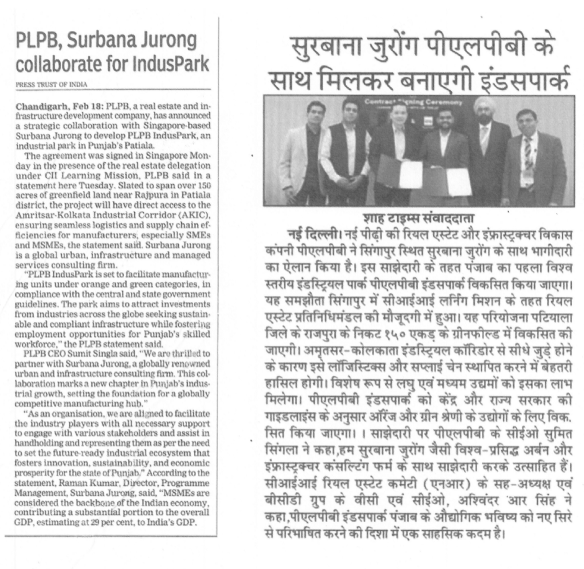 PLPB, Surbana Jurong
collaborate for IndusPark
PRESS TRUST OF INDIA
Chandigarh, Feb 18: PLPB, a real estate and in-
frastructure development company, has announced
a strategic collaboration with Singapore-based
Surbana Jurong to develop PLPB IndusPark, an
industrial park in Punjab's Patiala.
The agreement was signed in Singapore Mon-
day in the presence of the real estate delegation
under CII Learning Mission, PLPB said in a
statement here Tuesday. Slated to span over 150
acres of greenfield land near Rajpura in Patiala
district, the project will have direct access to the
Amritsar-Kolkata Industrial Corridor (AKIC),
ensuring seamless logistics and supply chain ef-
ficiencies for manufacturers, especially SMEs
and MSMEs, the statement said. Surbana Jurong
is a global urban, infrastructure and managed
services consulting firm.
"PLPB IndusPark is set to facilitate manufactur-
ing units under orange and green categories, in
compliance with the central and state government
guidelines. The park aims to attract investments
from industries across the globe seeking sustain-
able and compliant infrastructure while fostering
employment opportunities for Punjab's skilled
workforce," the PLPB statement said.
PLPB CEO Sumit Singla said, "We are thrilled to
partner with Surbana Jurong, a globally renowned
urban and infrastructure consulting firm. This col-
laboration marks a new chapter in Punjab's indus-
trial growth, setting the foundation for a globally
competitive manufacturing hub."
"As an organisation, we are aligned to facilitate
the industry players with all necessary support
to engage with various stakeholders and assist in
handholding and representing them as per the need
to set the future-ready industrial ecosystem that
fosters innovation, sustainability, and economic
prosperity for the state of Punjab," According to the
statement, Raman Kumar, Director, Programme
Management, Surbana Jurong, said, "MSMEs are
considered the backbone of the Indian economy,
contributing a substantial portion to the overall
GDP, estimating at 29 per cent, to India's GDP.
सुरबाना जुरोंग पीएलपीबी के
साथ मिलकर बनाएगी इंडसपार्क
Contract Signing Ceremony
शाह टाइम्स संवाददाता
नई दिल्ली। नई पीढ़ी की रियल एस्टेट और इंफ्रास्ट्रक्चर विकास
कंपनी पीएलपीबी ने सिंगापुर स्थित सुरबाना जुरोंग के साथ भागीदारी
का ऐलान किया है। इस साझेदारी के तहत पंजाब का पहला विश्व
स्तरीय इंडस्ट्रियल पार्क पीएलपीबी इंडसपार्क विकसित किया जाएगा।
यह समझौता सिंगापुर में सीआईआई लर्निंग मिशन के तहत रियल
एस्टेट प्रतिनिधिमंडल की मौजूदगी में हुआ। यह परियोजना पटियाला
जिले के राजपुरा के निकट १५० एकड़ के ग्रीनफील्ड में विकसित की
जाएगी। अमृतसर-कोलकाता इंडस्ट्रियल कॉरिडोर से सीधे जुड़े होने
के कारण इसे लॉजिस्टिक्स और सप्लाई चेन स्थापित करने में बेहतरी
हासिल होगी। विशेष रूप से लघु एवं मध्यम उद्यमों को इसका लाभ
मिलेगा। पीएलपीबी इंडसपार्क को केंद्र और राज्य सरकार की
गाइडलाईंस के अनुसार ऑरेंज और ग्रीन श्रेणी के उद्योगों के लिए विक.
सित किया जाएगा। । साझेदारी पर पीएलपीबी के सीईओ सुमित
सिंगला ने कहा,हम सुरबाना जुरोंग जैसी विश्व-प्रसिद्ध अर्बन और
इंफ्रास्ट्रक्चर कंसल्टिंग फर्म के साथ साझेदारी करके उत्साहित हैं।
सीआईआई रियल एस्टेट कमेटी (एनआर) के सह-अध्यक्ष एवं
बीसीडी ग्रुप के वीसी एवं सीईओ, अश्विंदर आर सिंह ने
कहा,पीएलपीबी इंडसपार्क पंजाब के औद्योगिक भविष्य को नए सिरे
से परिभाषित करने की दिशा में एक साहसिक कदम है।